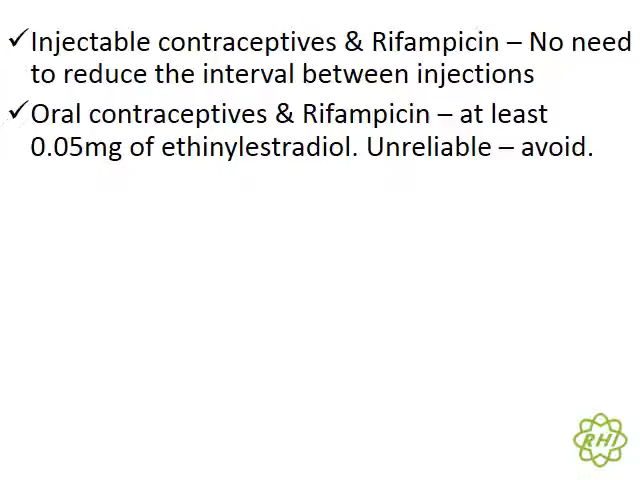 ✓Injectable contraceptives & Rifampicin – No need
to reduce the interval between injections
✓Oral contraceptives & Rifampicin – at least
0.05mg of ethinylestradiol. Unreliable – avoid.
RHI